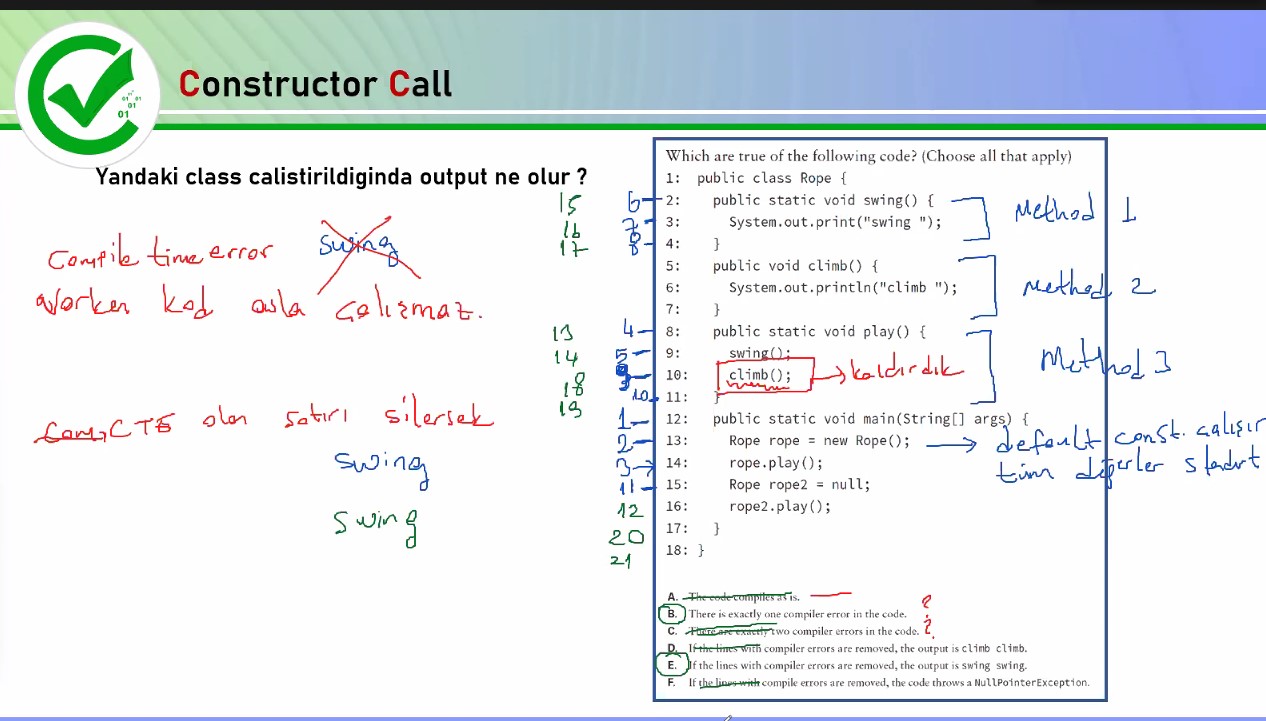 Constructor Call
01 01
01
01
Yandaki class calistirildiginda output ne olur ?
Compile time error
swing
varken kod asla çalışmaz.
CTE olan satırı silersek
swing
swing
Which are true of the following code? (Choose all that apply)
15 6 1: public class Rope {
2: public static void swing() {
16 7 3: System.out.print("swing ");
17 8 4: }
Method 1
5: public void climb() {
6: System.out.println("climb ");
7: }
Method 2
13 4 8: public static void play() {
14 5 9: swing();
18 9 10: climb();
kaldırdık
19 10 11: }
Method 3
1 12: public static void main(String[] args) {
2 13: Rope rope = new Rope();
default const. çalışır
3 14: rope.play();
tüm değerler
11 15: Rope rope2 = null;
12 16: rope2.play();
20 17: }
21 18: }
A. The code compiles as is.
B. There is exactly one compiler error in the code. ?
C. There are exactly two compiler errors in the code. ?
D. If the lines with compiler errors are removed, the output is climb climb.
E. If the lines with compiler errors are removed, the output is swing swing.
F. If the lines with compile errors are removed, the code throws a NullPointerException.